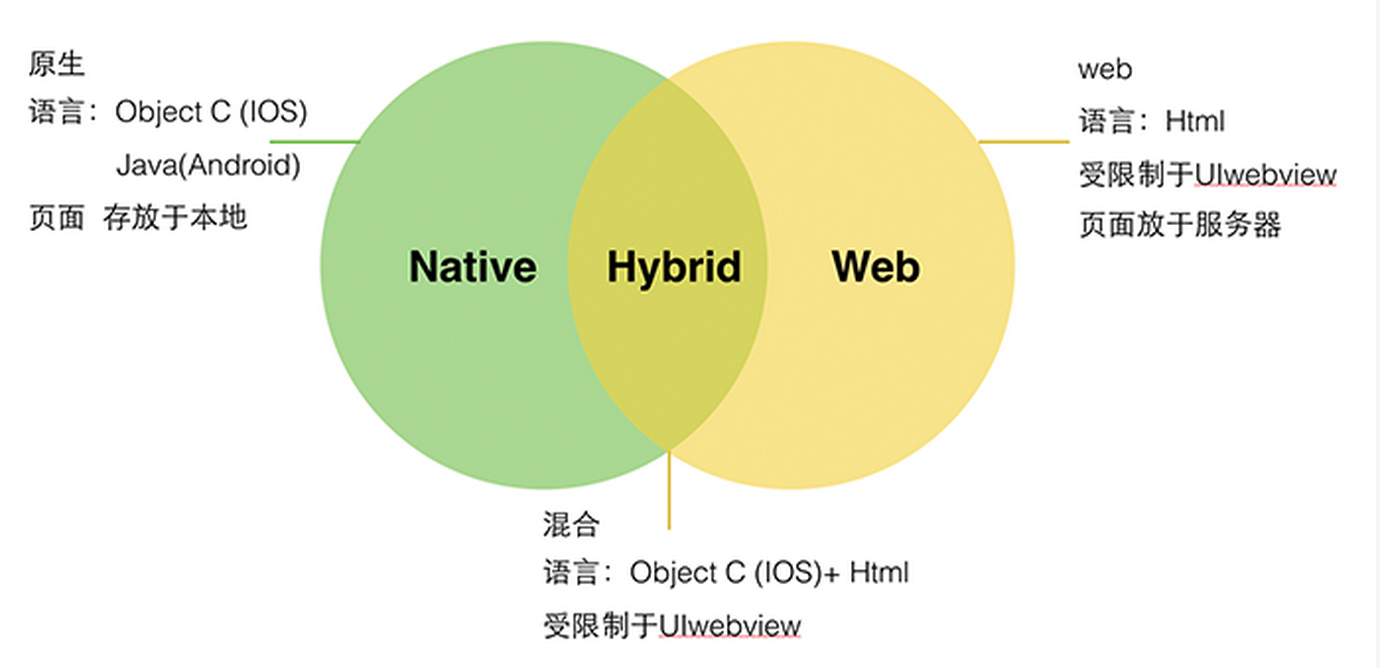 原生
语言：Object C (IOS)
Java(Android)
页面 存放于本地
Native
Hybrid
Web
web
语言：Html
受限制于UIwebview
页面放于服务器
混合
语言：Object C (IOS)+ Html
受限制于UIwebview